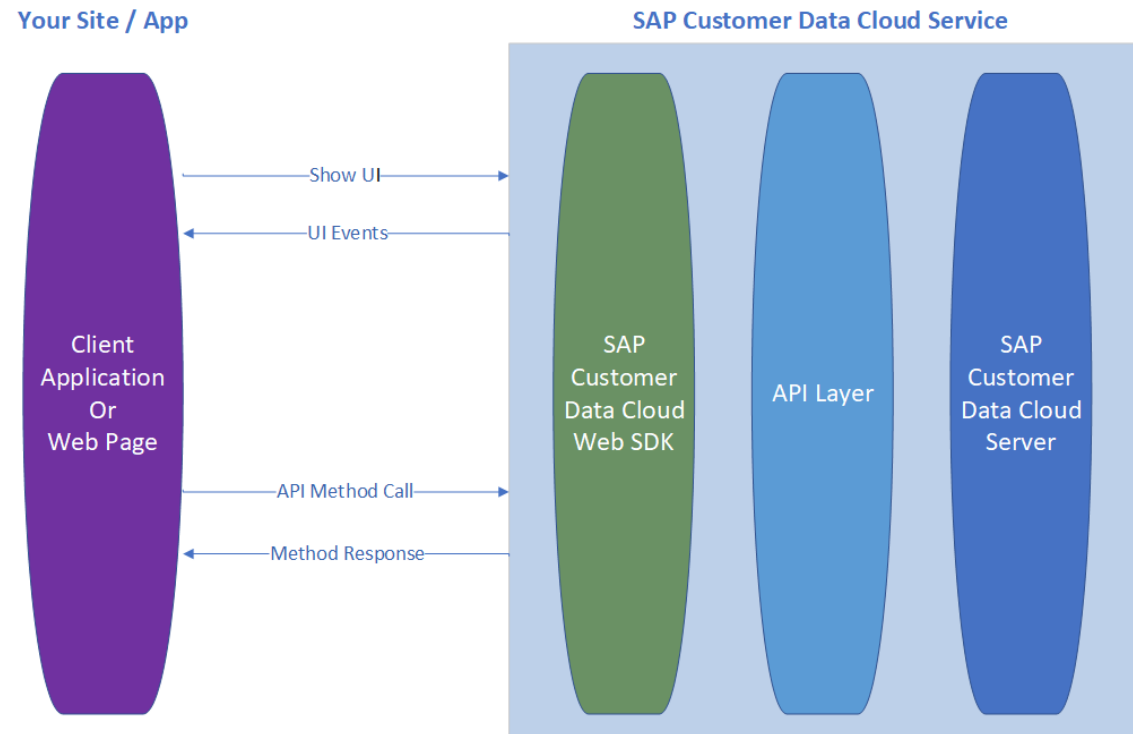 Your Site / App
SAP Customer Data Cloud Service
Show UI
UI Events
Client
Application
Or
Web Page
SAP
Customer
Data Cloud
Web SDK
API Layer
SAP
Customer
Data Cloud
Server
API Method Call
Method Response